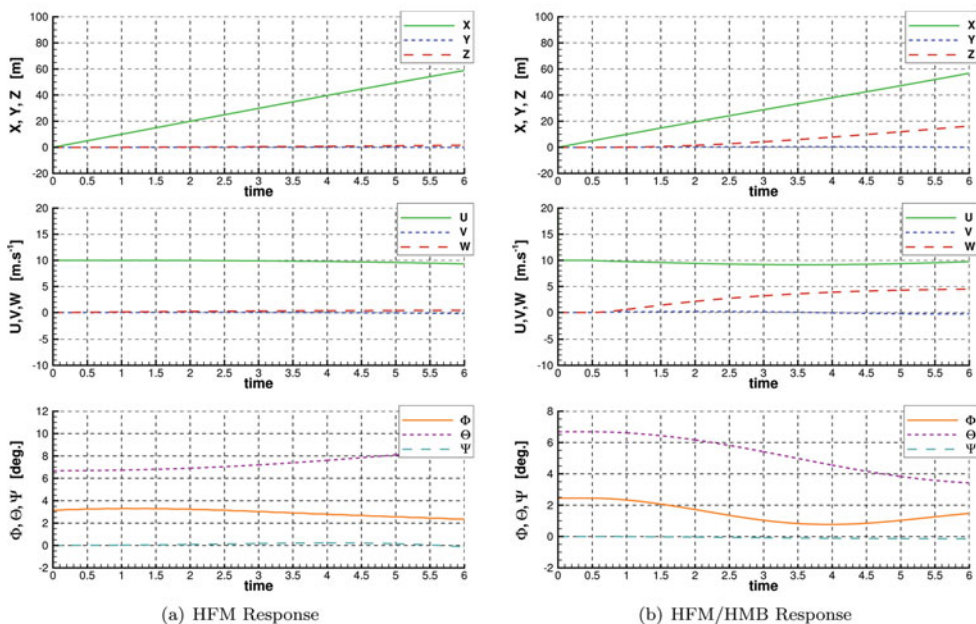 X, Y, Z [m]
100
80
60
40
20
0
-20
X
Y
Z
0 0.5 1 1.5 2 2.5 3 3.5 4 4.5 5 5.5 6
time
U,V,W [m.s-1]
20
15
10
5
0
-5
-10
U
V
W
0 0.5 1 1.5 2 2.5 3 3.5 4 4.5 5 5.5 6
time
Φ, Θ, Ψ [deg.]
12
10
8
6
4
2
0
-2
Φ
Θ
Ψ
0 0.5 1 1.5 2 2.5 3 3.5 4 4.5 5 5.5 6
time
(a) HFM Response
X, Y, Z [m]
100
80
60
40
20
0
-20
X
Y
Z
0 0.5 1 1.5 2 2.5 3 3.5 4 4.5 5 5.5 6
time
U,V,W [m.s-1]
20
15
10
5
0
-5
-10
U
V
W
0 0.5 1 1.5 2 2.5 3 3.5 4 4.5 5 5.5 6
time
Φ, Θ, Ψ [deg.]
8
6
4
2
0
-2
Φ
Θ
Ψ
0 0.5 1 1.5 2 2.5 3 3.5 4 4.5 5 5.5 6
time
(b) HFM/HMB Response